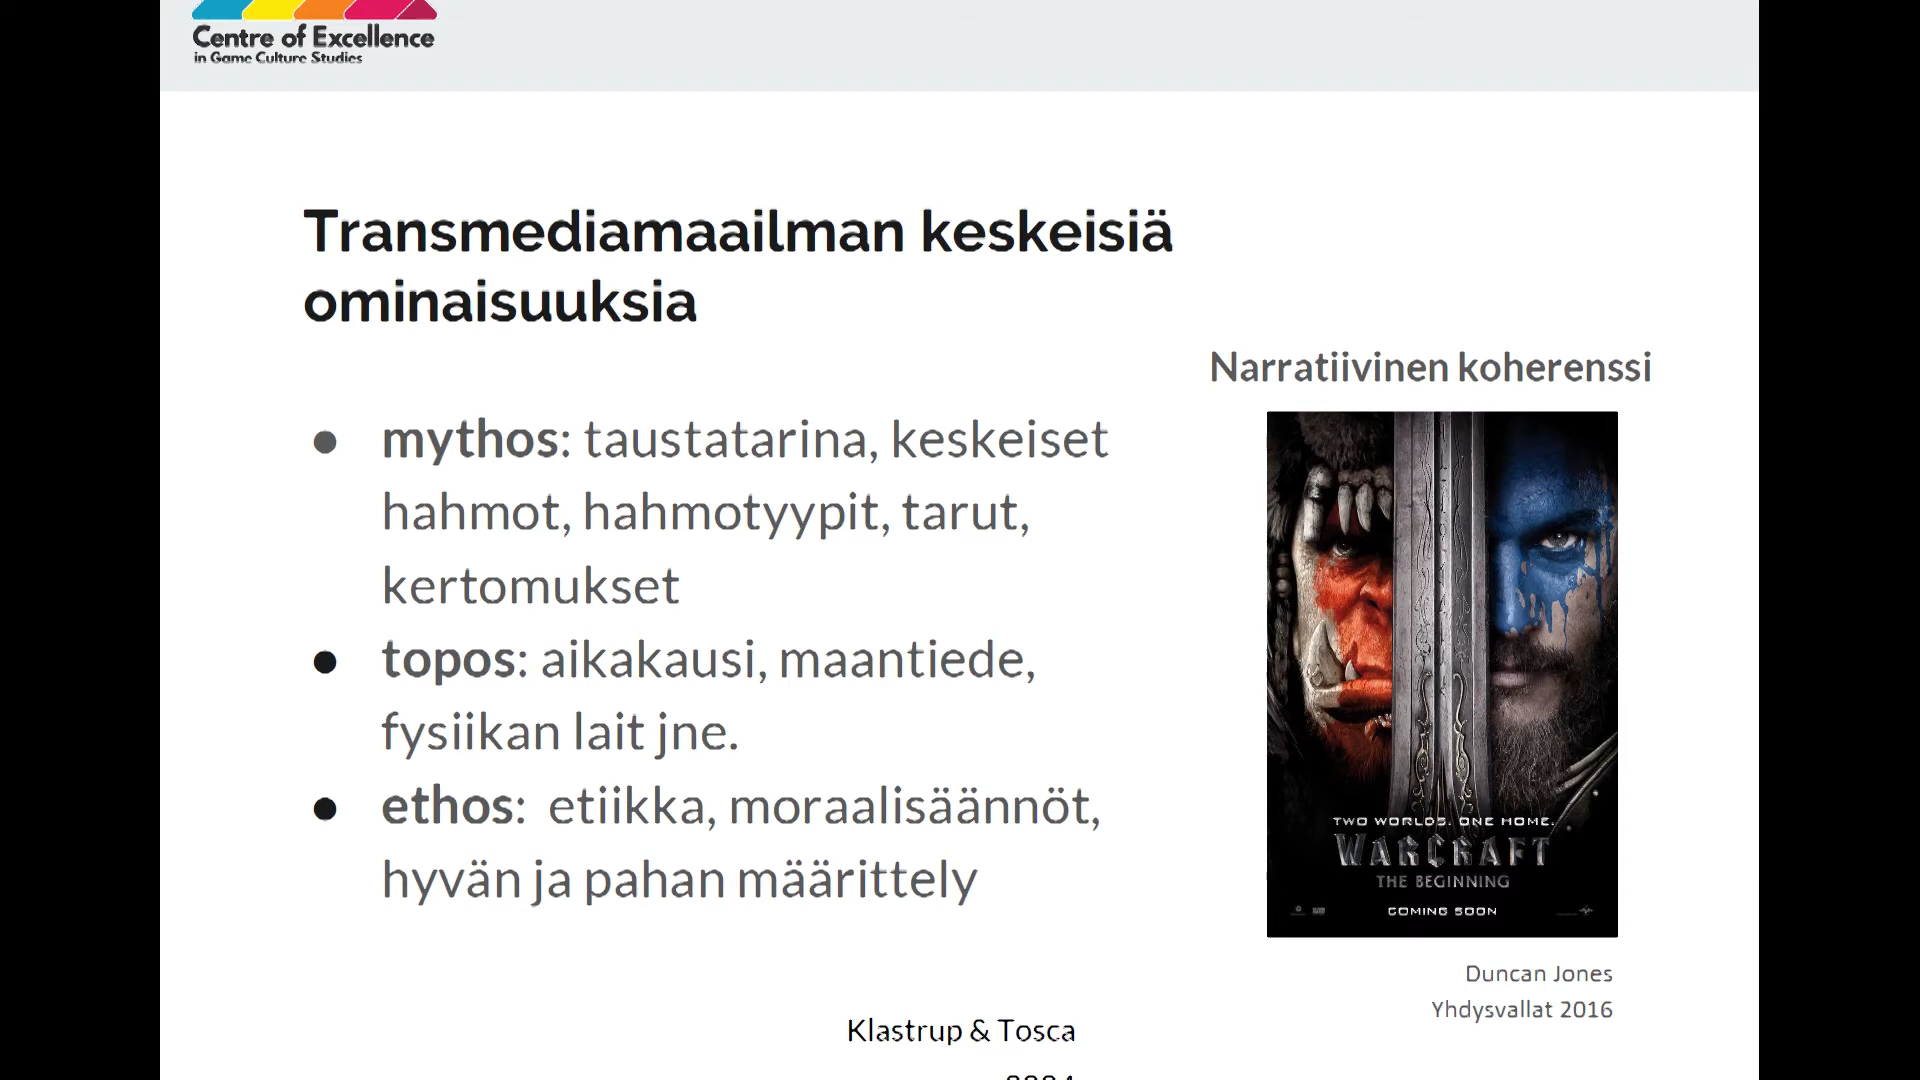 Centre of Excellence
in Game Culture Studies
Transmediamaailman keskeisiä
ominaisuuksia
Narratiivinen koherenssi
● mythos: taustatarina, keskeiset
hahmot, hahmotyypit, tarut,
kertomukset
● topos: aikakausi, maantiede,
fysiikan lait jne.
● ethos: etiikka, moraalisäännöt,
hyvän ja pahan määrittely
TWO WORLDS. ONE HOME.
WARCRAFT
THE BEGINNING
COMING SOON
Duncan Jones
Yhdysvallat 2016
Klastrup & Tosca